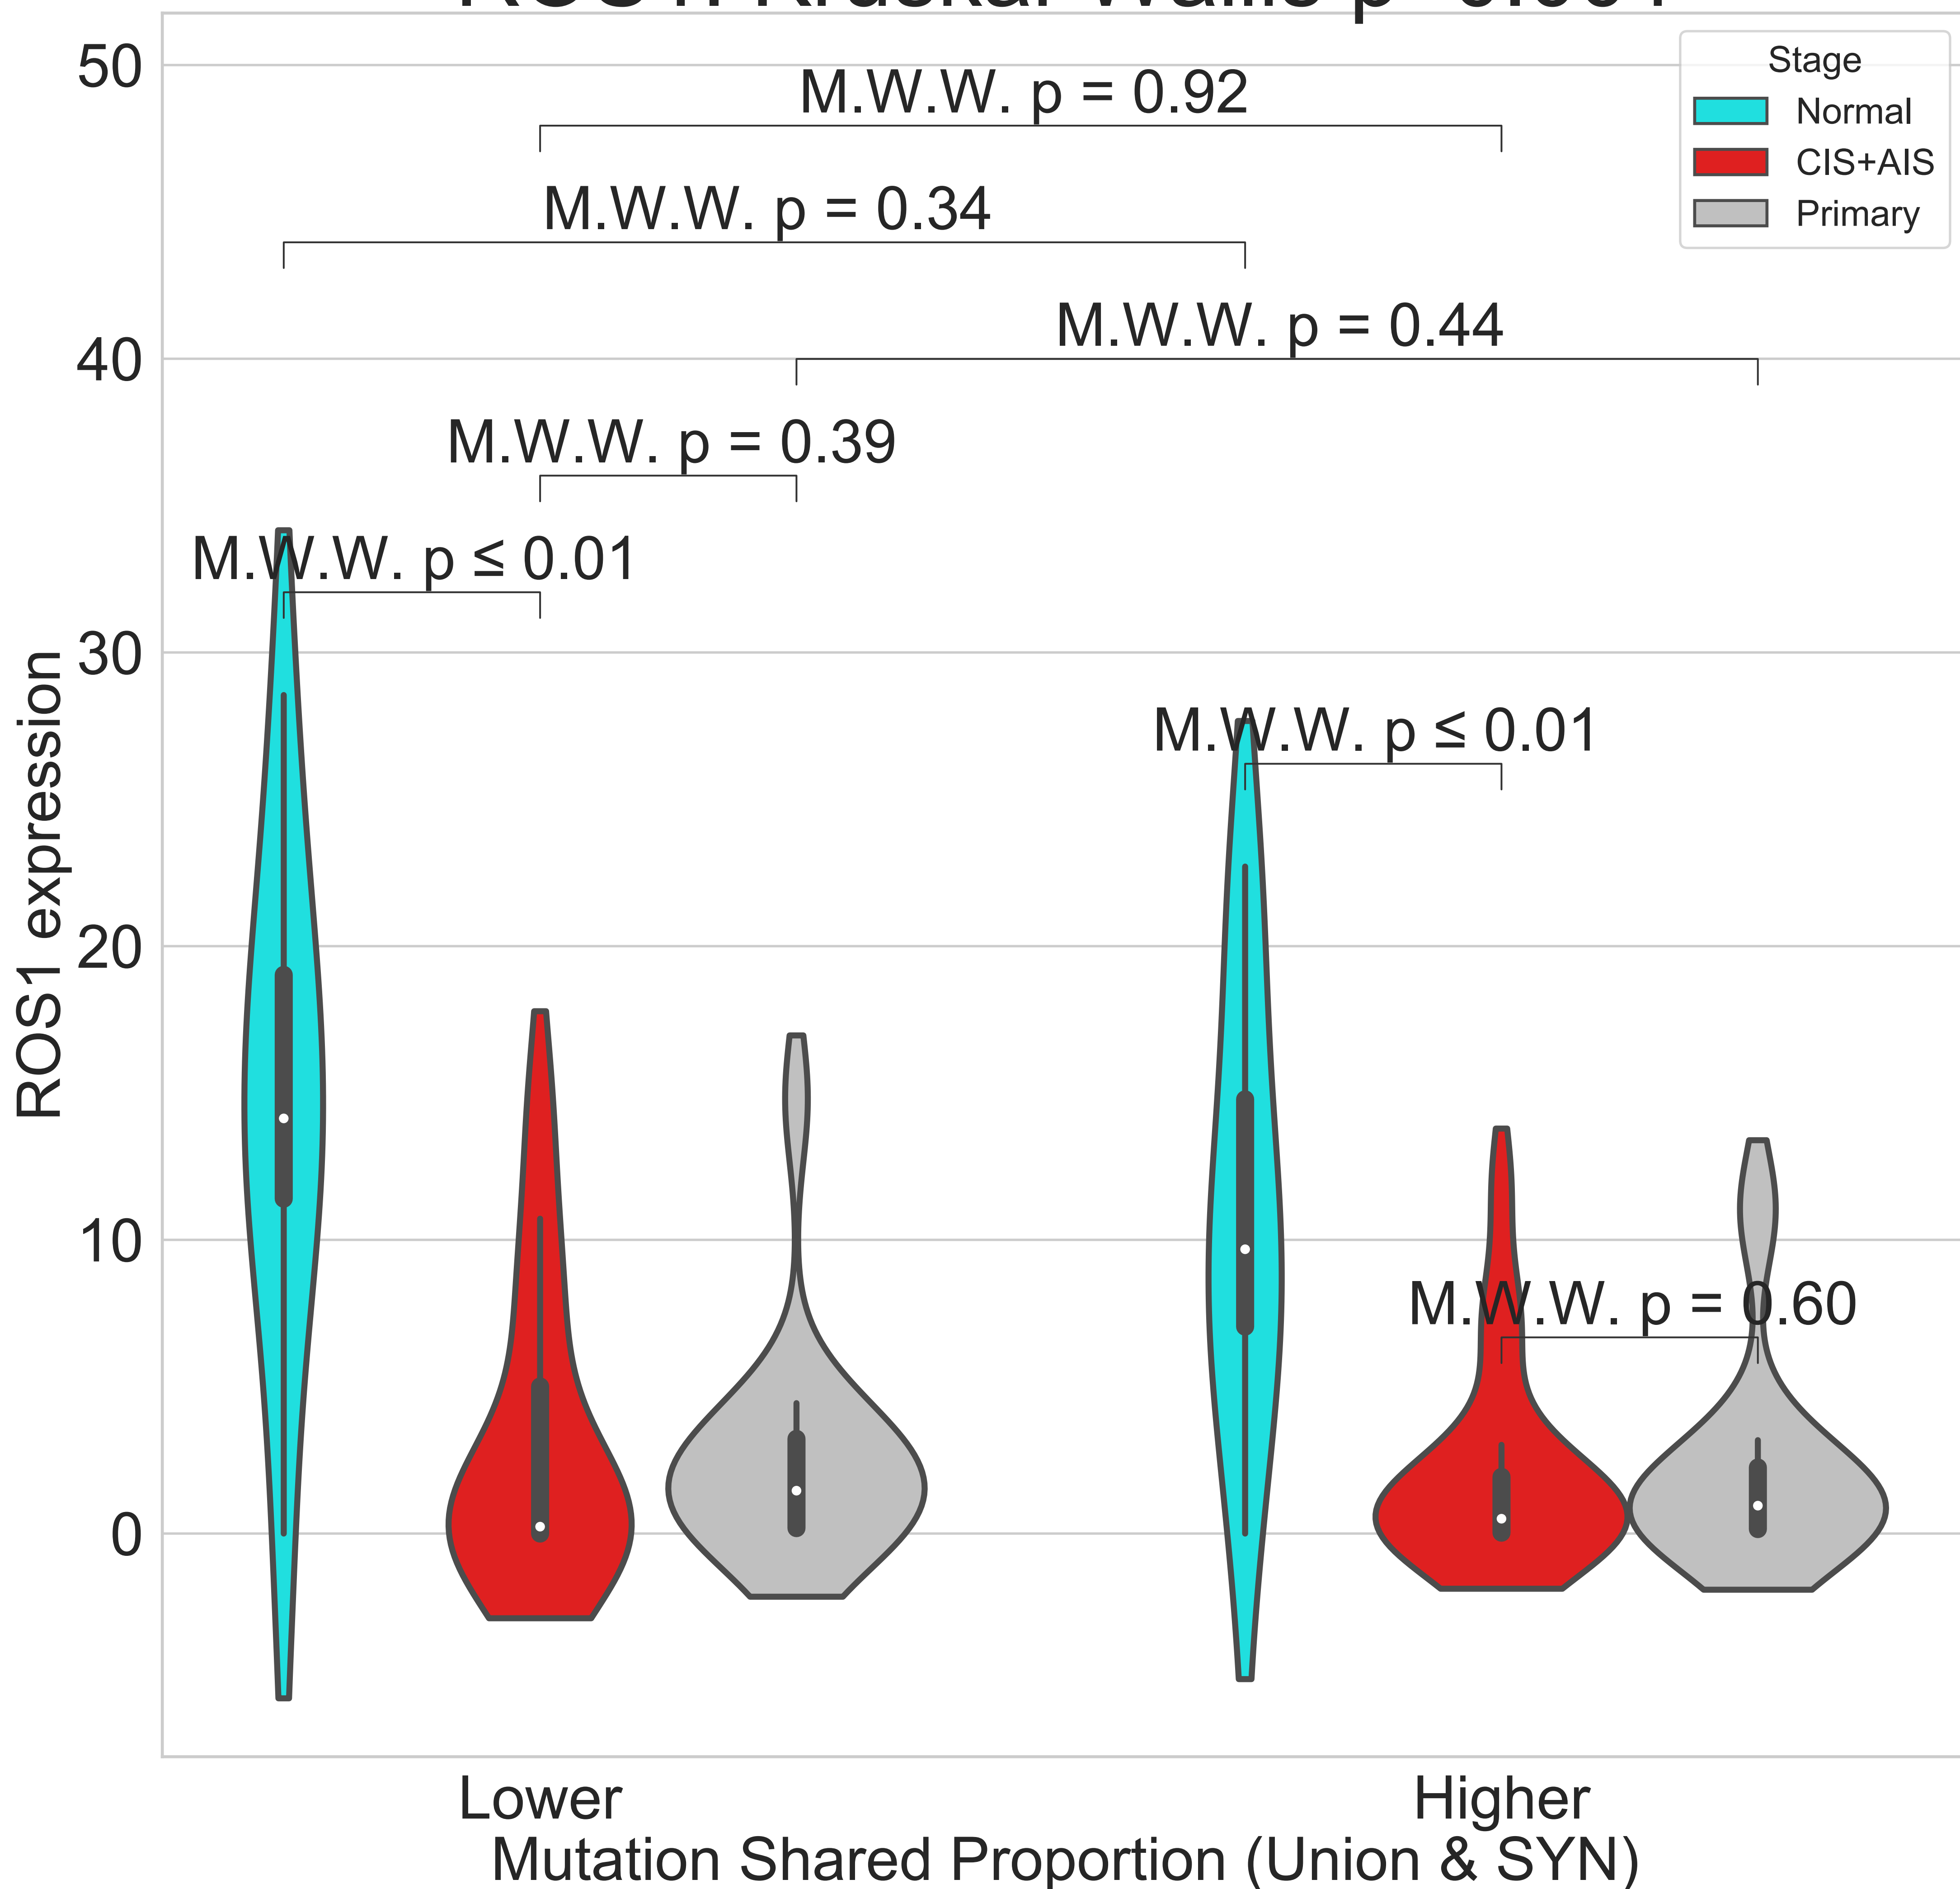 50
Stage
Normal
CIS+AIS
Primary
M.W.W. p = 0.92
M.W.W. p = 0.34
M.W.W. p = 0.44
40
M.W.W. p = 0.39
M.W.W. p ≤ 0.01
30
M.W.W. p ≤ 0.01
ROS1 expression
20
10
M.W.W. p = 0.60
0
Lower
Higher
Mutation Shared Proportion (Union & SYN)